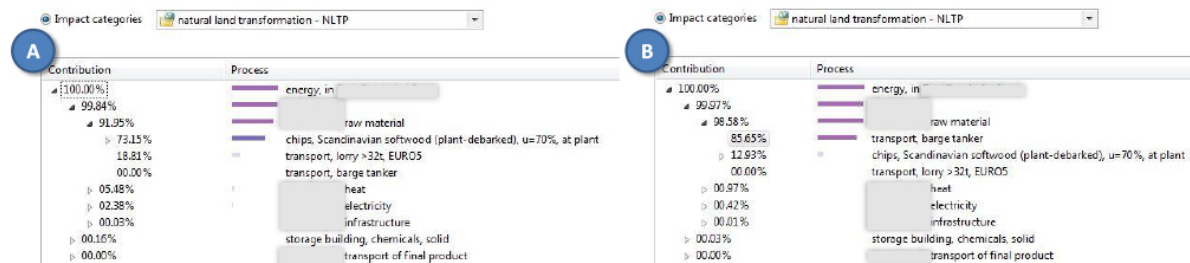 Impact categories natural land transformation - NLTP
A
Contribution Process
100.00% energy, in
99.84%
91.95% raw material
73.15% chips, Scandinavian softwood (plant-debarked), u=70%, at plant
18.81% transport, lorry >32t, EURO5
00.00% transport, barge tanker
05.48% heat
02.38% electricity
00.03% infrastructure
00.16% storage building, chemicals, solid
00.00% transport of final product
Impact categories natural land transformation - NLTP
B
Contribution Process
100.00% energy, in
99.97%
98.58% raw material
85.65% transport, barge tanker
12.93% chips, Scandinavian softwood (plant-debarked), u=70%, at plant
00.00% transport, lorry >32t, EURO5
00.97% heat
00.42% electricity
00.01% infrastructure
00.03% storage building, chemicals, solid
00.00% transport of final product